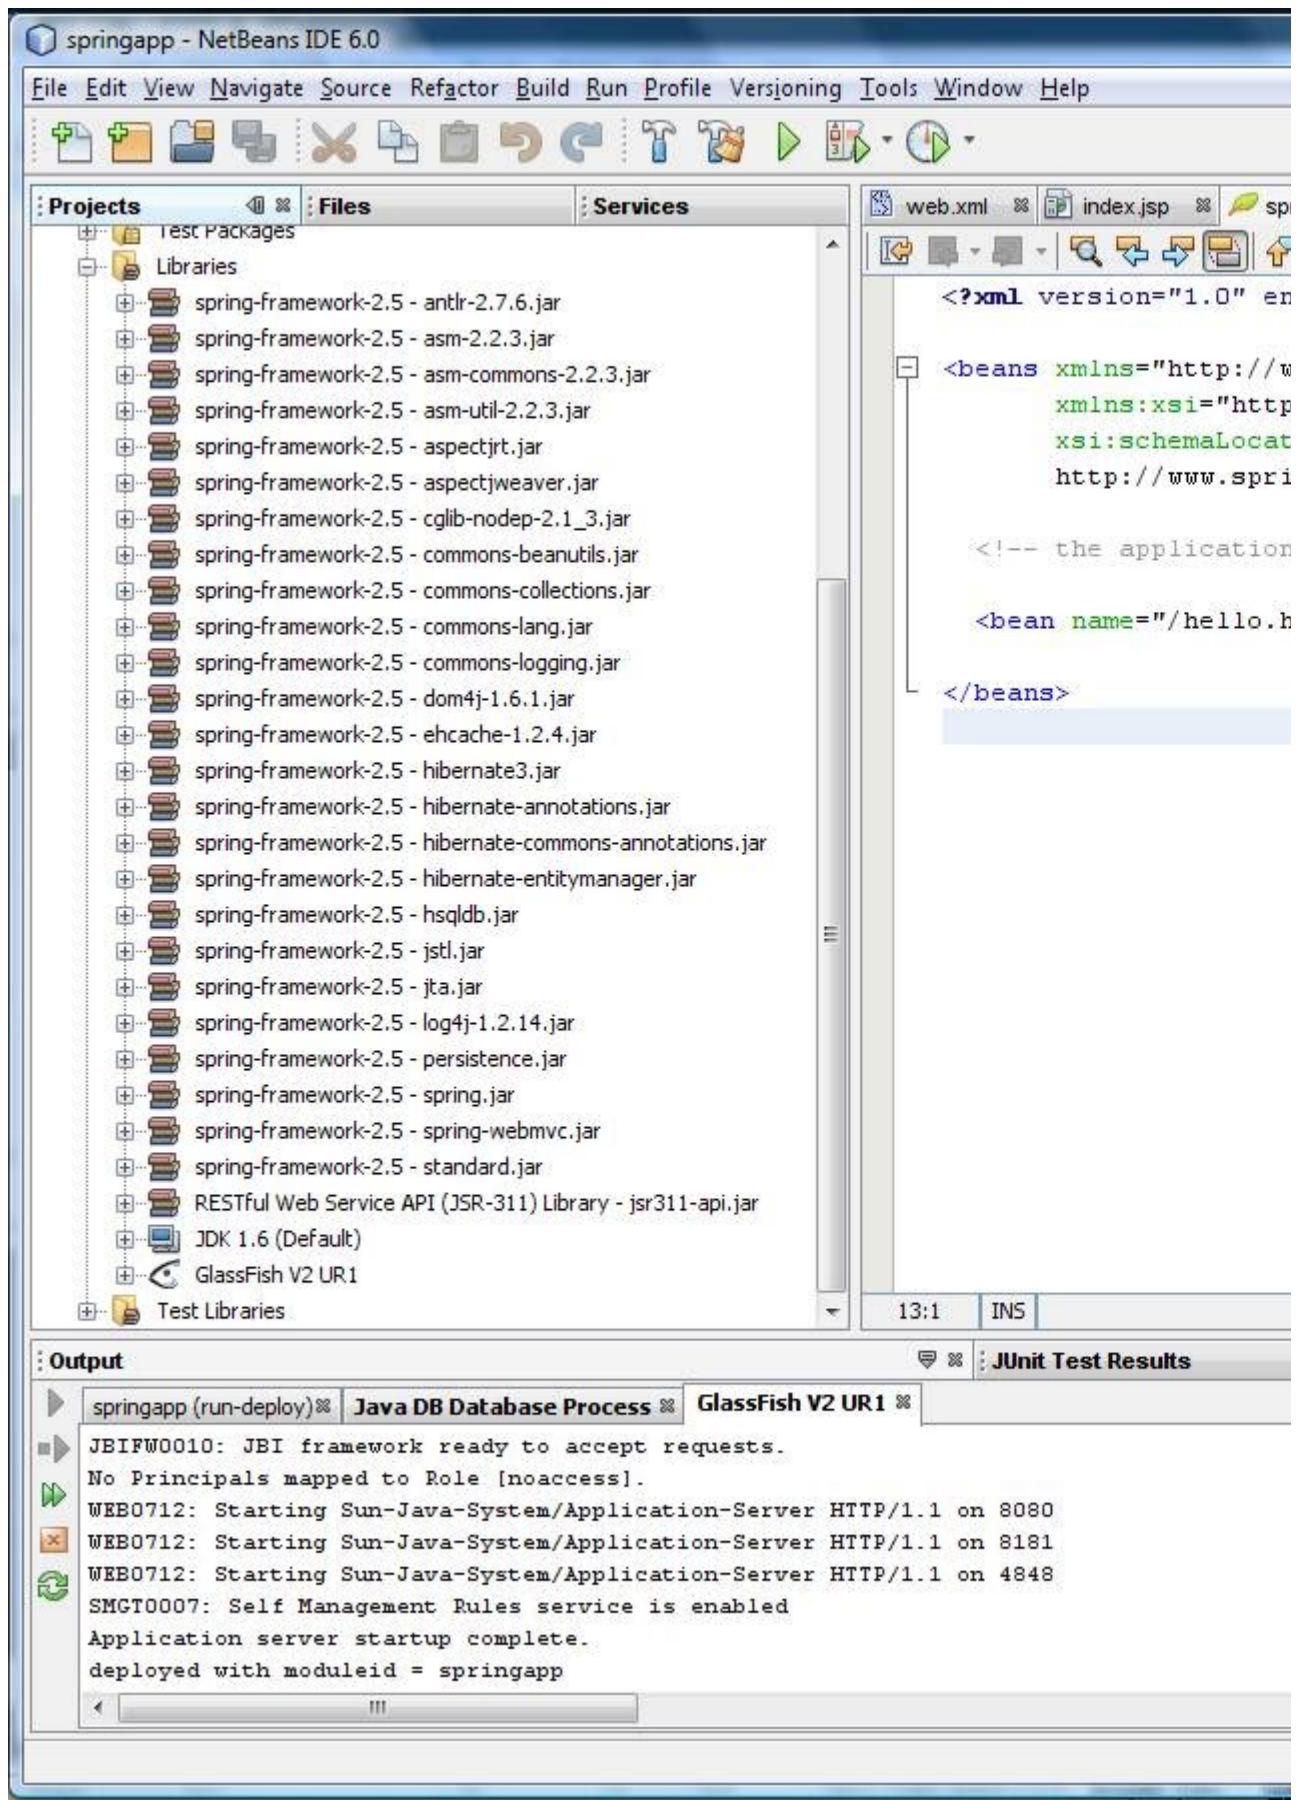 springapp - NetBeans IDE 6.0
File Edit View Navigate Source Refactor Build Run Profile Versioning Tools Window Help
Projects Files Services
web.xml index.jsp
Test Packages
Libraries
spring-framework-2.5 - antlr-2.7.6.jar
spring-framework-2.5 - asm-2.2.3.jar
spring-framework-2.5 - asm-commons-2.2.3.jar
spring-framework-2.5 - asm-util-2.2.3.jar
spring-framework-2.5 - aspectjrt.jar
spring-framework-2.5 - aspectjweaver.jar
spring-framework-2.5 - cglib-nodep-2.1_3.jar
spring-framework-2.5 - commons-beanutils.jar
spring-framework-2.5 - commons-collections.jar
spring-framework-2.5 - commons-lang.jar
spring-framework-2.5 - commons-logging.jar
spring-framework-2.5 - dom4j-1.6.1.jar
spring-framework-2.5 - ehcache-1.2.4.jar
spring-framework-2.5 - hibernate3.jar
spring-framework-2.5 - hibernate-annotations.jar
spring-framework-2.5 - hibernate-commons-annotations.jar
spring-framework-2.5 - hibernate-entitymanager.jar
spring-framework-2.5 - hsqldb.jar
spring-framework-2.5 - jstl.jar
spring-framework-2.5 - jta.jar
spring-framework-2.5 - log4j-1.2.14.jar
spring-framework-2.5 - persistence.jar
spring-framework-2.5 - spring.jar
spring-framework-2.5 - spring-webmvc.jar
spring-framework-2.5 - standard.jar
RESTful Web Service API (JSR-311) Library - jsr311-api.jar
JDK 1.6 (Default)
GlassFish V2 UR1
Test Libraries
<?xml version="1.0" en
<beans xmlns="http://w
xmlns:xsi="http
xsi:schemaLocat
http://www.spri
<!-- the application
<bean name="/hello.h
</beans>
13:1 INS
Output JUnit Test Results
springapp (run-deploy) Java DB Database Process GlassFish V2 UR1
JBIFW0010: JBI framework ready to accept requests.
No Principals mapped to Role [noaccess].
WEB0712: Starting Sun-Java-System/Application-Server HTTP/1.1 on 8080
WEB0712: Starting Sun-Java-System/Application-Server HTTP/1.1 on 8181
WEB0712: Starting Sun-Java-System/Application-Server HTTP/1.1 on 4848
SMGT0007: Self Management Rules service is enabled
Application server startup complete.
deployed with moduleid = springapp